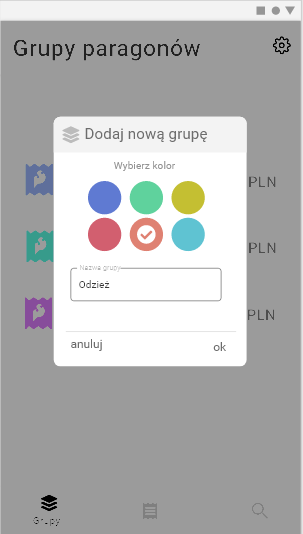 Grupy paragonów
Dodaj nową grupę
Wybierz kolor
PLN
PLN
PLN
Nazwa grupy
Odzież
anuluj
ok
Grupy